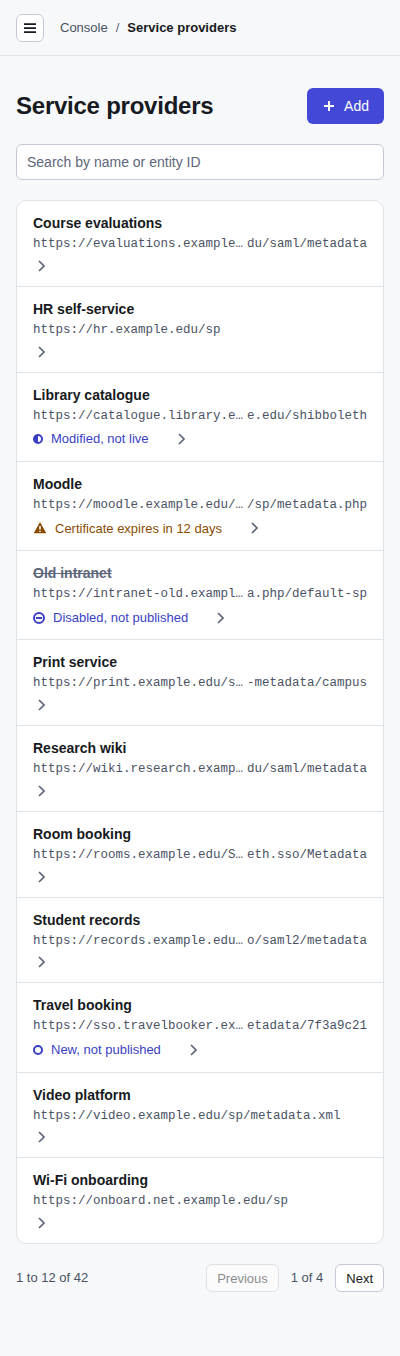 Console / Service providers
Service providers
Add
Search by name or entity ID
Course evaluations
https://evaluations.example… du/saml/metadata
HR self-service
https://hr.example.edu/sp
Library catalogue
https://catalogue.library.e… e.edu/shibboleth
Modified, not live
Moodle
https://moodle.example.edu/… /sp/metadata.php
Certificate expires in 12 days
Old intranet
https://intranet-old.exampl… a.php/default-sp
Disabled, not published
Print service
https://print.example.edu/s… -metadata/campus
Research wiki
https://wiki.research.examp… du/saml/metadata
Room booking
https://rooms.example.edu/S… eth.sso/Metadata
Student records
https://records.example.edu… o/saml2/metadata
Travel booking
https://sso.travelbooker.ex… etadata/7f3a9c21
New, not published
Video platform
https://video.example.edu/sp/metadata.xml
Wi-Fi onboarding
https://onboard.net.example.edu/sp
1 to 12 of 42 Previous 1 of 4 Next